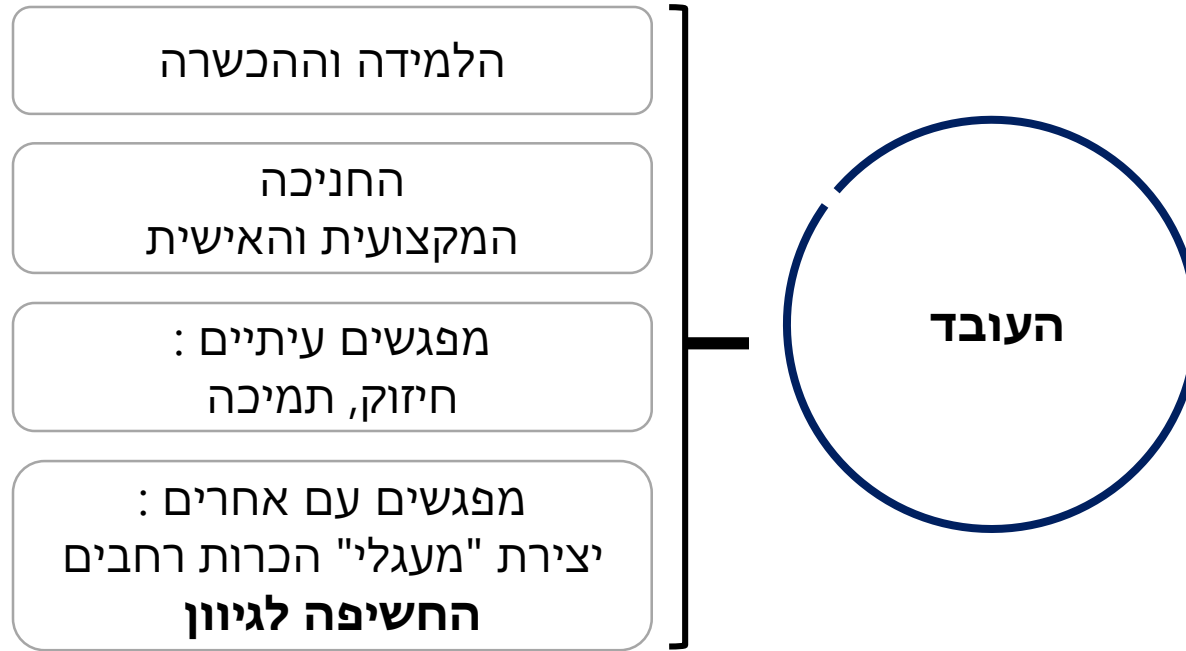 העובד
הלמידה וההכשרה
החניכה
המקצועית והאישית
מפגשים עיתיים :
חיזוק, תמיכה
מפגשים עם אחרים :
יצירת "מעגלי" הכרות רחבים
החשיפה לגיוון